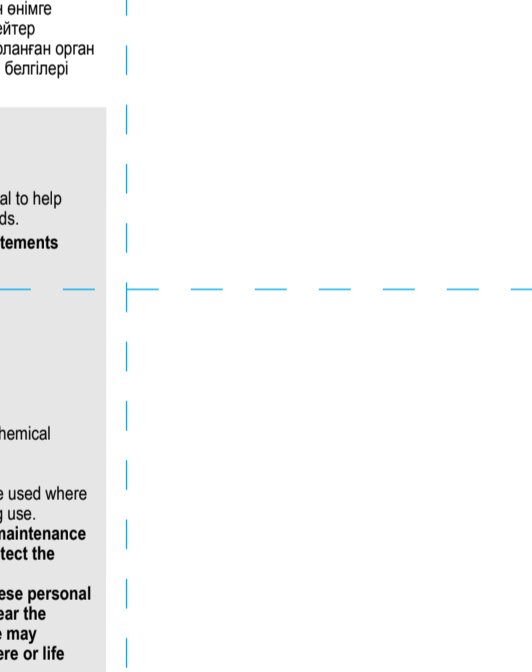 өнімге
ейтер
рланған орган
белгілері
al to help
ds.
tements
hemical
e used where
g use.
maintenance
tect the
ese personal
ear the
e may
ere or life